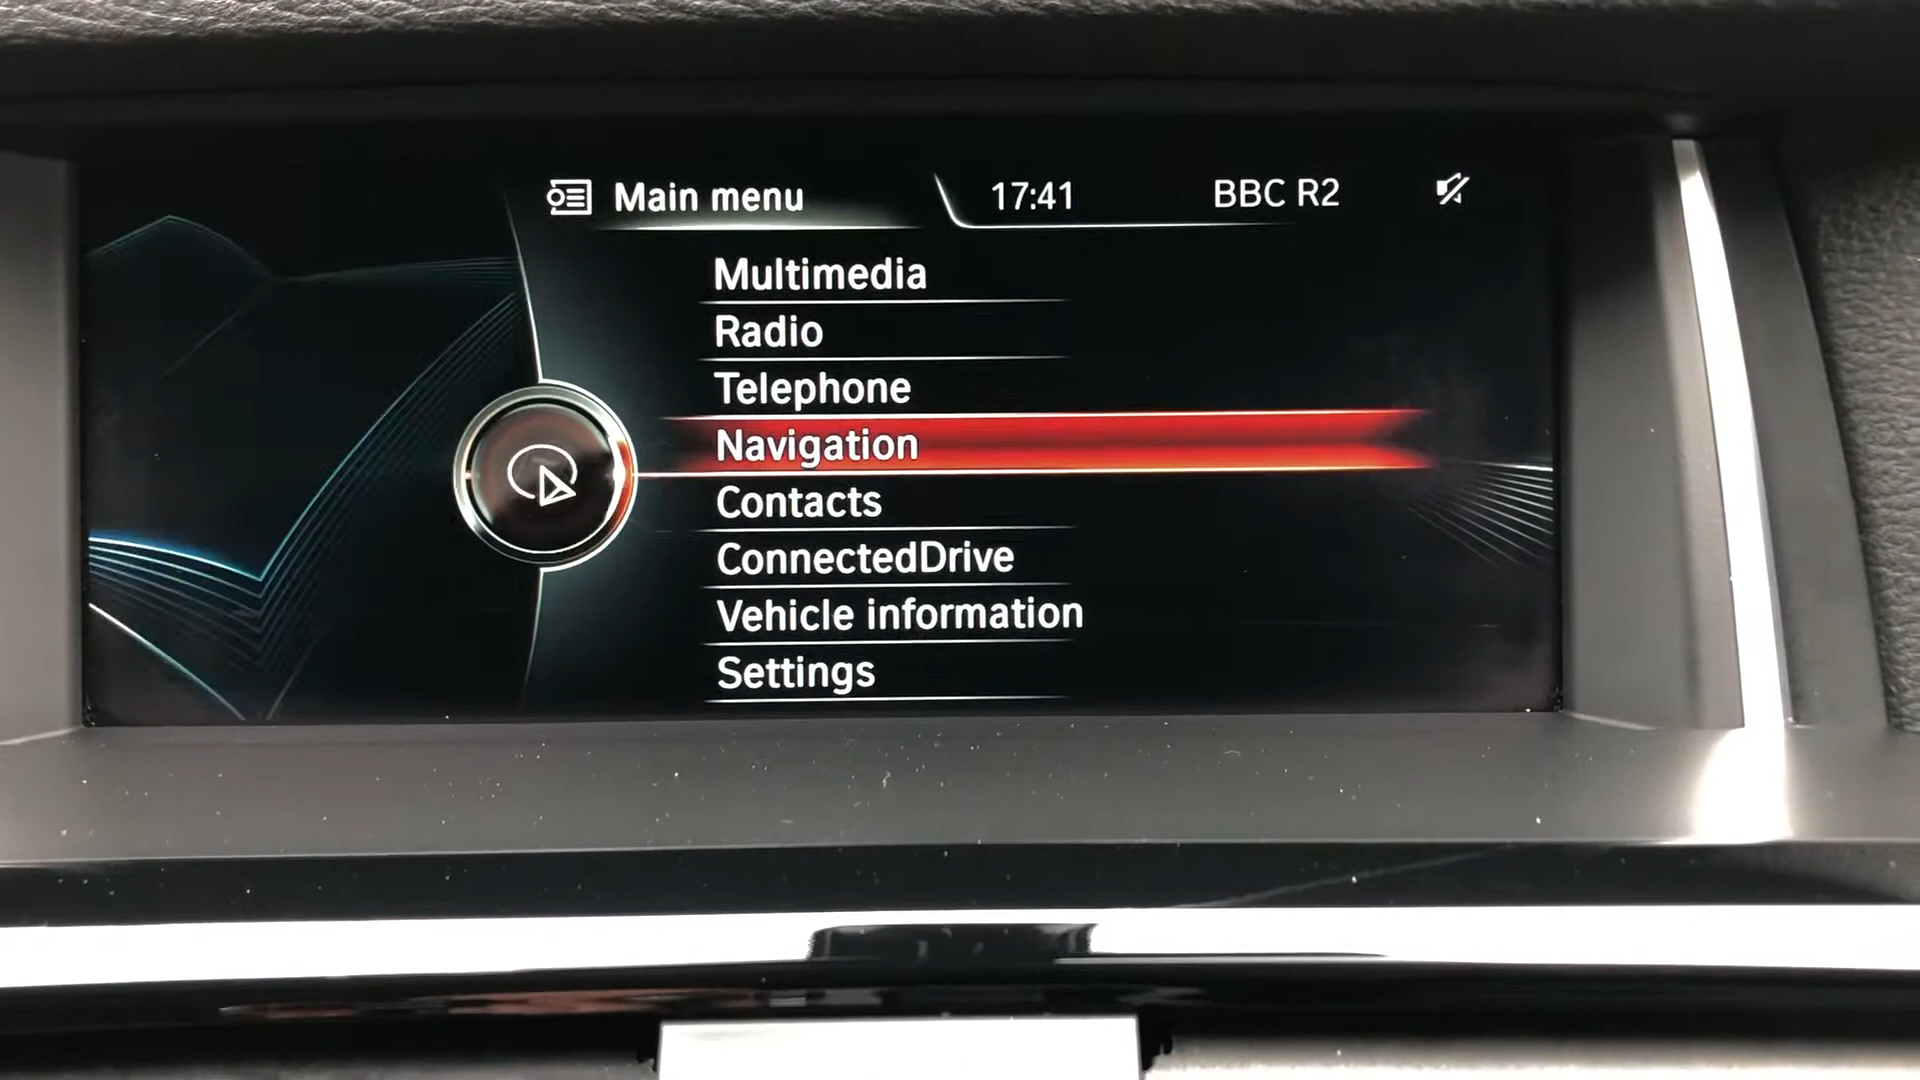 Main menu 17:41 BBC R2
Multimedia
Radio
Telephone
Navigation
Contacts
ConnectedDrive
Vehicle information
Settings